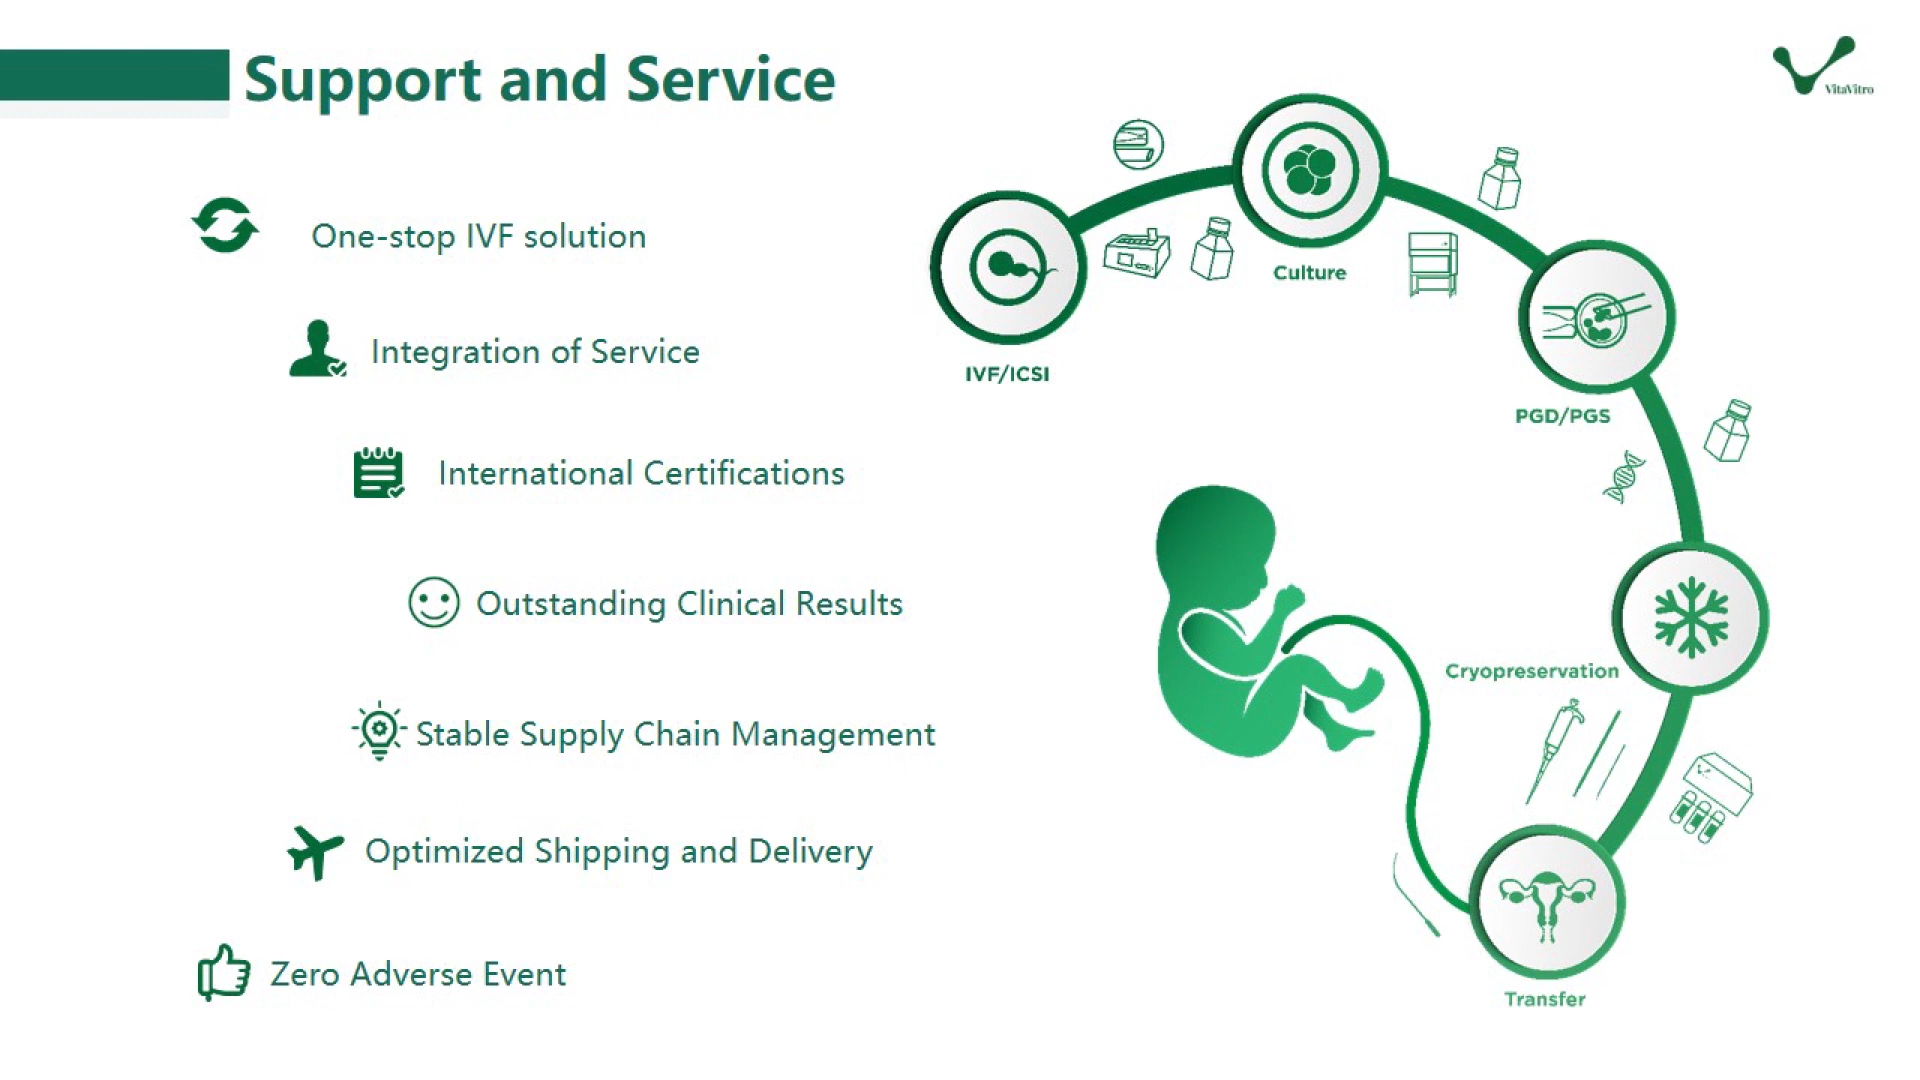 Support and Service
VitaVitro
One-stop IVF solution
Integration of Service
International Certifications
Outstanding Clinical Results
Stable Supply Chain Management
Optimized Shipping and Delivery
Zero Adverse Event
IVF/ICSI
Culture
PGD/PGS
Cryopreservation
Transfer